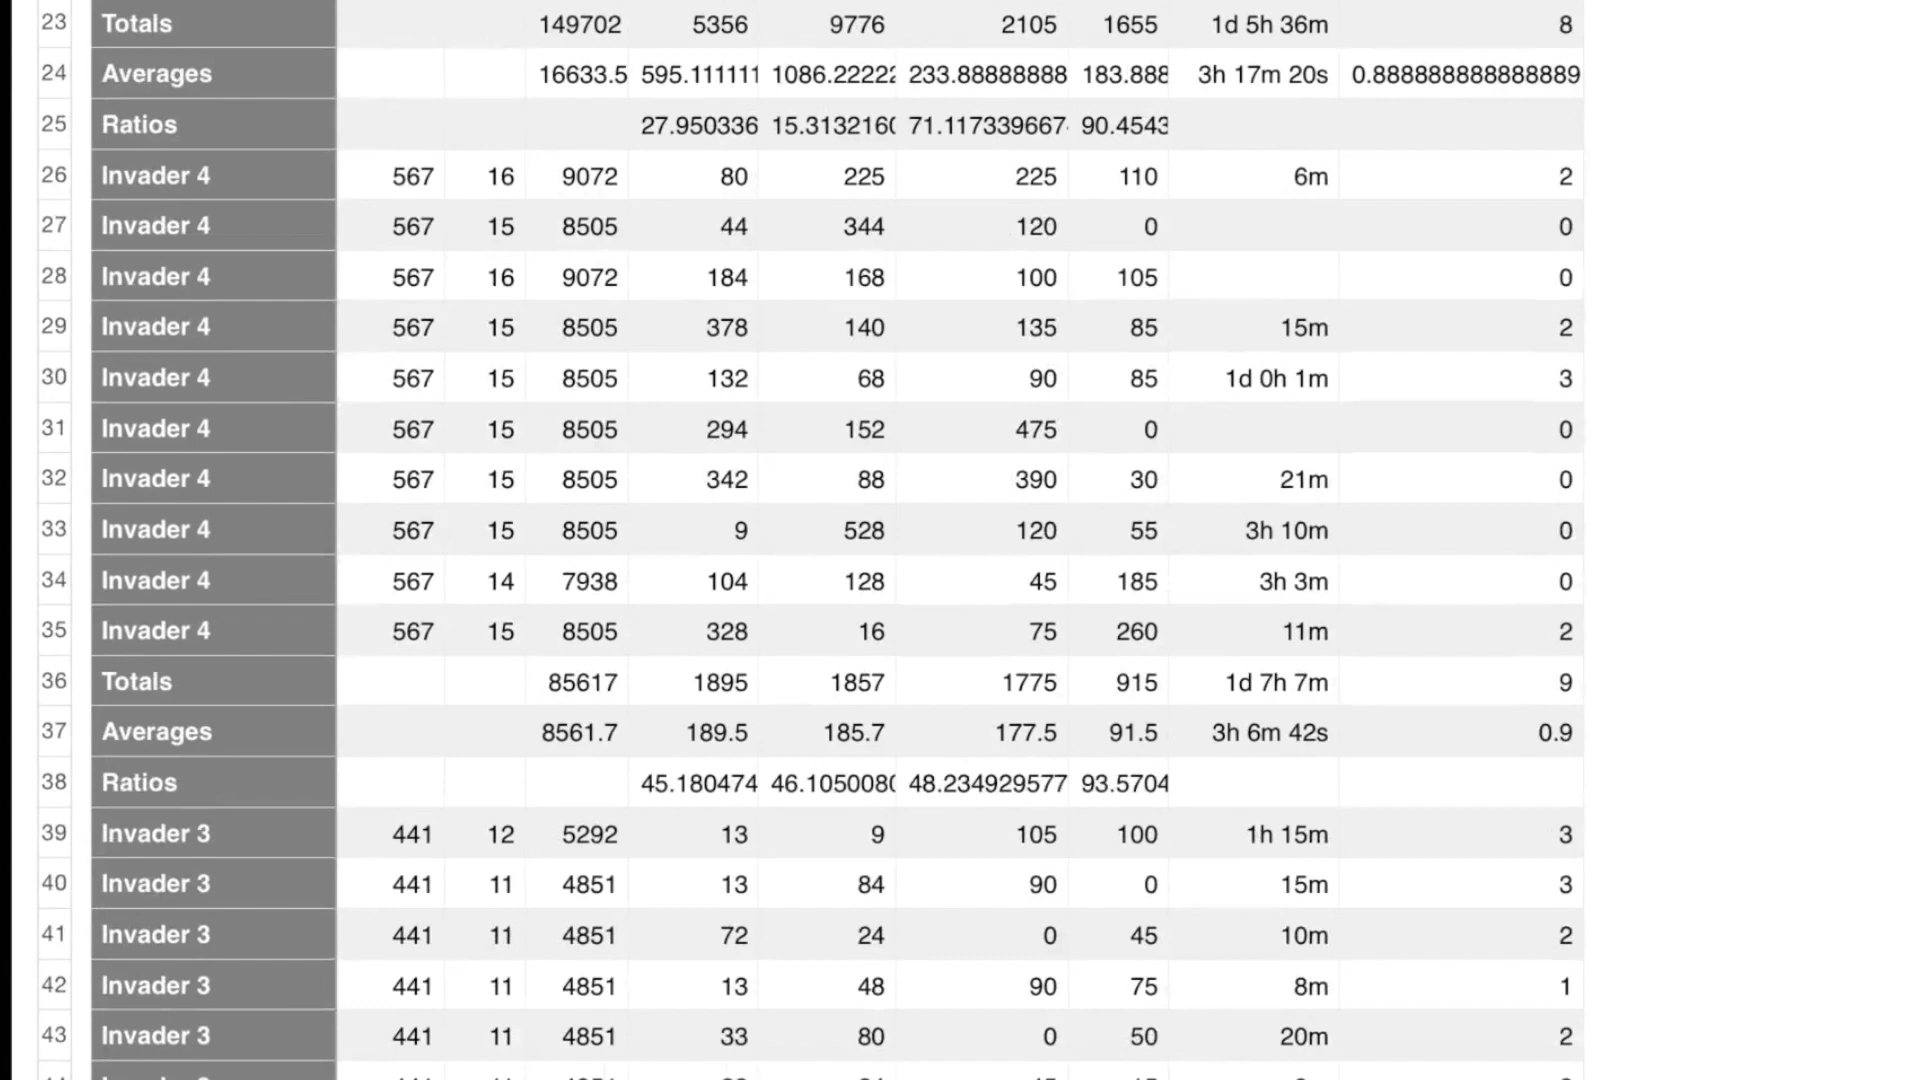 23 Totals 149702 5356 9776 2105 1655 1d 5h 36m 8
24 Averages 16633.5 595.111111 1086.22222 233.88888888 183.888 3h 17m 20s 0.888888888888889
25 Ratios 27.950336 15.3132160 71.117339667 90.4543
26 Invader 4 567 16 9072 80 225 225 110 6m 2
27 Invader 4 567 15 8505 44 344 120 0 0
28 Invader 4 567 16 9072 184 168 100 105 0
29 Invader 4 567 15 8505 378 140 135 85 15m 2
30 Invader 4 567 15 8505 132 68 90 85 1d 0h 1m 3
31 Invader 4 567 15 8505 294 152 475 0 0
32 Invader 4 567 15 8505 342 88 390 30 21m 0
33 Invader 4 567 15 8505 9 528 120 55 3h 10m 0
34 Invader 4 567 14 7938 104 128 45 185 3h 3m 0
35 Invader 4 567 15 8505 328 16 75 260 11m 2
36 Totals 85617 1895 1857 1775 915 1d 7h 7m 9
37 Averages 8561.7 189.5 185.7 177.5 91.5 3h 6m 42s 0.9
38 Ratios 45.180474 46.1050080 48.234929577 93.5704
39 Invader 3 441 12 5292 13 9 105 100 1h 15m 3
40 Invader 3 441 11 4851 13 84 90 0 15m 3
41 Invader 3 441 11 4851 72 24 0 45 10m 2
42 Invader 3 441 11 4851 13 48 90 75 8m 1
43 Invader 3 441 11 4851 33 80 0 50 20m 2